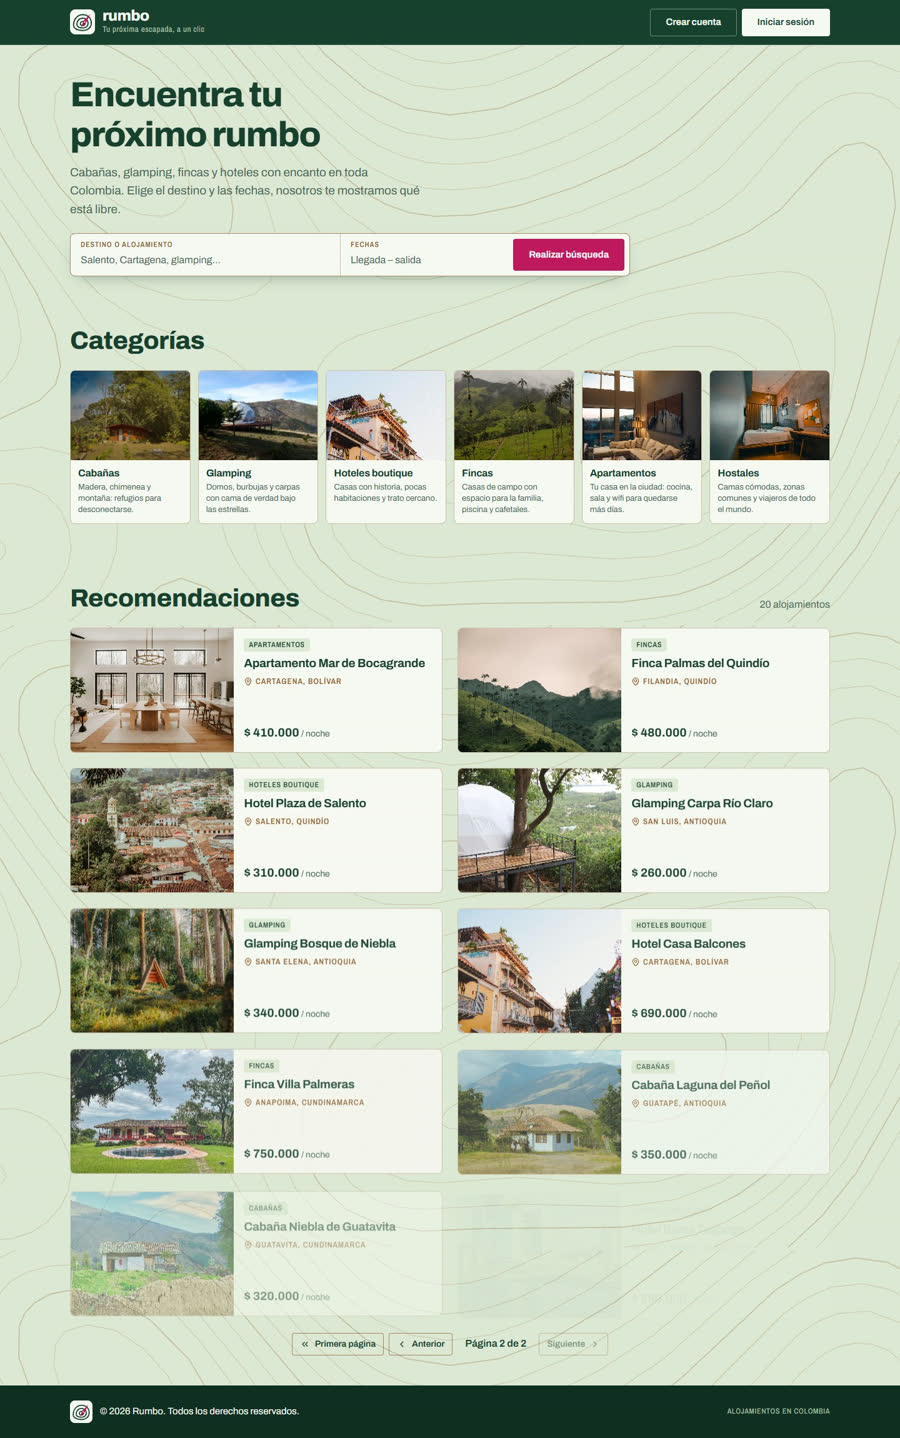 rumbo
Tu próxima escapada, a un clic
Crear cuenta
Iniciar sesión
Encuentra tu
próximo rumbo
Cabañas, glamping, fincas y hoteles con encanto en toda
Colombia. Elige el destino y las fechas, nosotros te mostramos qué
está libre.
DESTINO O ALOJAMIENTO
Salento, Cartagena, glamping...
FECHAS
Llegada – salida
Realizar búsqueda
Categorías
Cabañas
Madera, chimenea y
montaña: refugios para
desconectarse.
Glamping
Domos, burbujas y carpas
con cama de verdad bajo
las estrellas.
Hoteles boutique
Casas con historia, pocas
habitaciones y trato cercano.
Fincas
Casas de campo con
espacio para la familia,
piscina y cafetales.
Apartamentos
Tu casa en la ciudad: cocina,
sala y wifi para quedarse
más días.
Hostales
Camas cómodas, zonas
comunes y viajeros de todo
el mundo.
Recomendaciones
20 alojamientos
APARTAMENTOS
Apartamento Mar de Bocagrande
CARTAGENA, BOLÍVAR
$ 410.000 / noche
FINCAS
Finca Palmas del Quindío
FILANDIA, QUINDÍO
$ 480.000 / noche
HOTELES BOUTIQUE
Hotel Plaza de Salento
SALENTO, QUINDÍO
$ 310.000 / noche
GLAMPING
Glamping Carpa Río Claro
SAN LUIS, ANTIOQUIA
$ 260.000 / noche
GLAMPING
Glamping Bosque de Niebla
SANTA ELENA, ANTIOQUIA
$ 340.000 / noche
HOTELES BOUTIQUE
Hotel Casa Balcones
CARTAGENA, BOLÍVAR
$ 690.000 / noche
FINCAS
Finca Villa Palmeras
ANAPOIMA, CUNDINAMARCA
$ 750.000 / noche
CABAÑAS
Cabaña Laguna del Peñol
GUATAPÉ, ANTIOQUIA
$ 350.000 / noche
CABAÑAS
Cabaña Niebla de Guatavita
GUATAVITA, CUNDINAMARCA
$ 320.000 / noche
« Primera página
‹ Anterior
Página 2 de 2
Siguiente ›
© 2026 Rumbo. Todos los derechos reservados.
ALOJAMIENTOS EN COLOMBIA